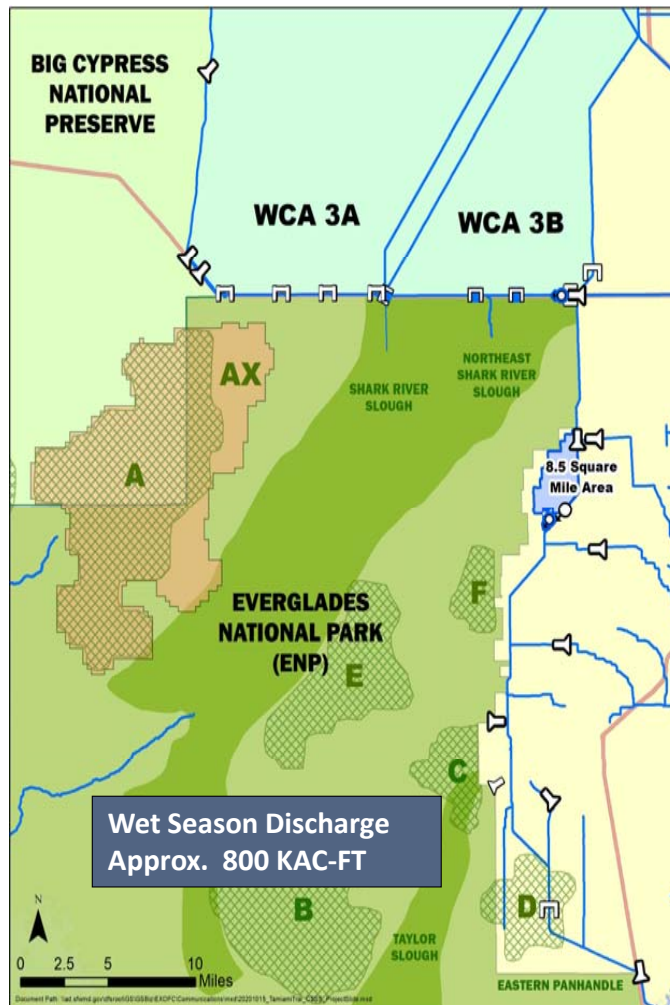 BIG CYPRESS
NATIONAL
PRESERVE
WCA 3A
WCA 3B
AX
A
SHARK RIVER
SLOUGH
NORTHEAST
SHARK RIVER
SLOUGH
8.5 Square
Mile Area
F
EVERGLADES
NATIONAL PARK
(ENP)
E
C
Wet Season Discharge
Approx. 800 KAC-FT
B
D
TAYLOR
SLOUGH
EASTERN PANHANDLE
N
0 2.5 5 10
Miles